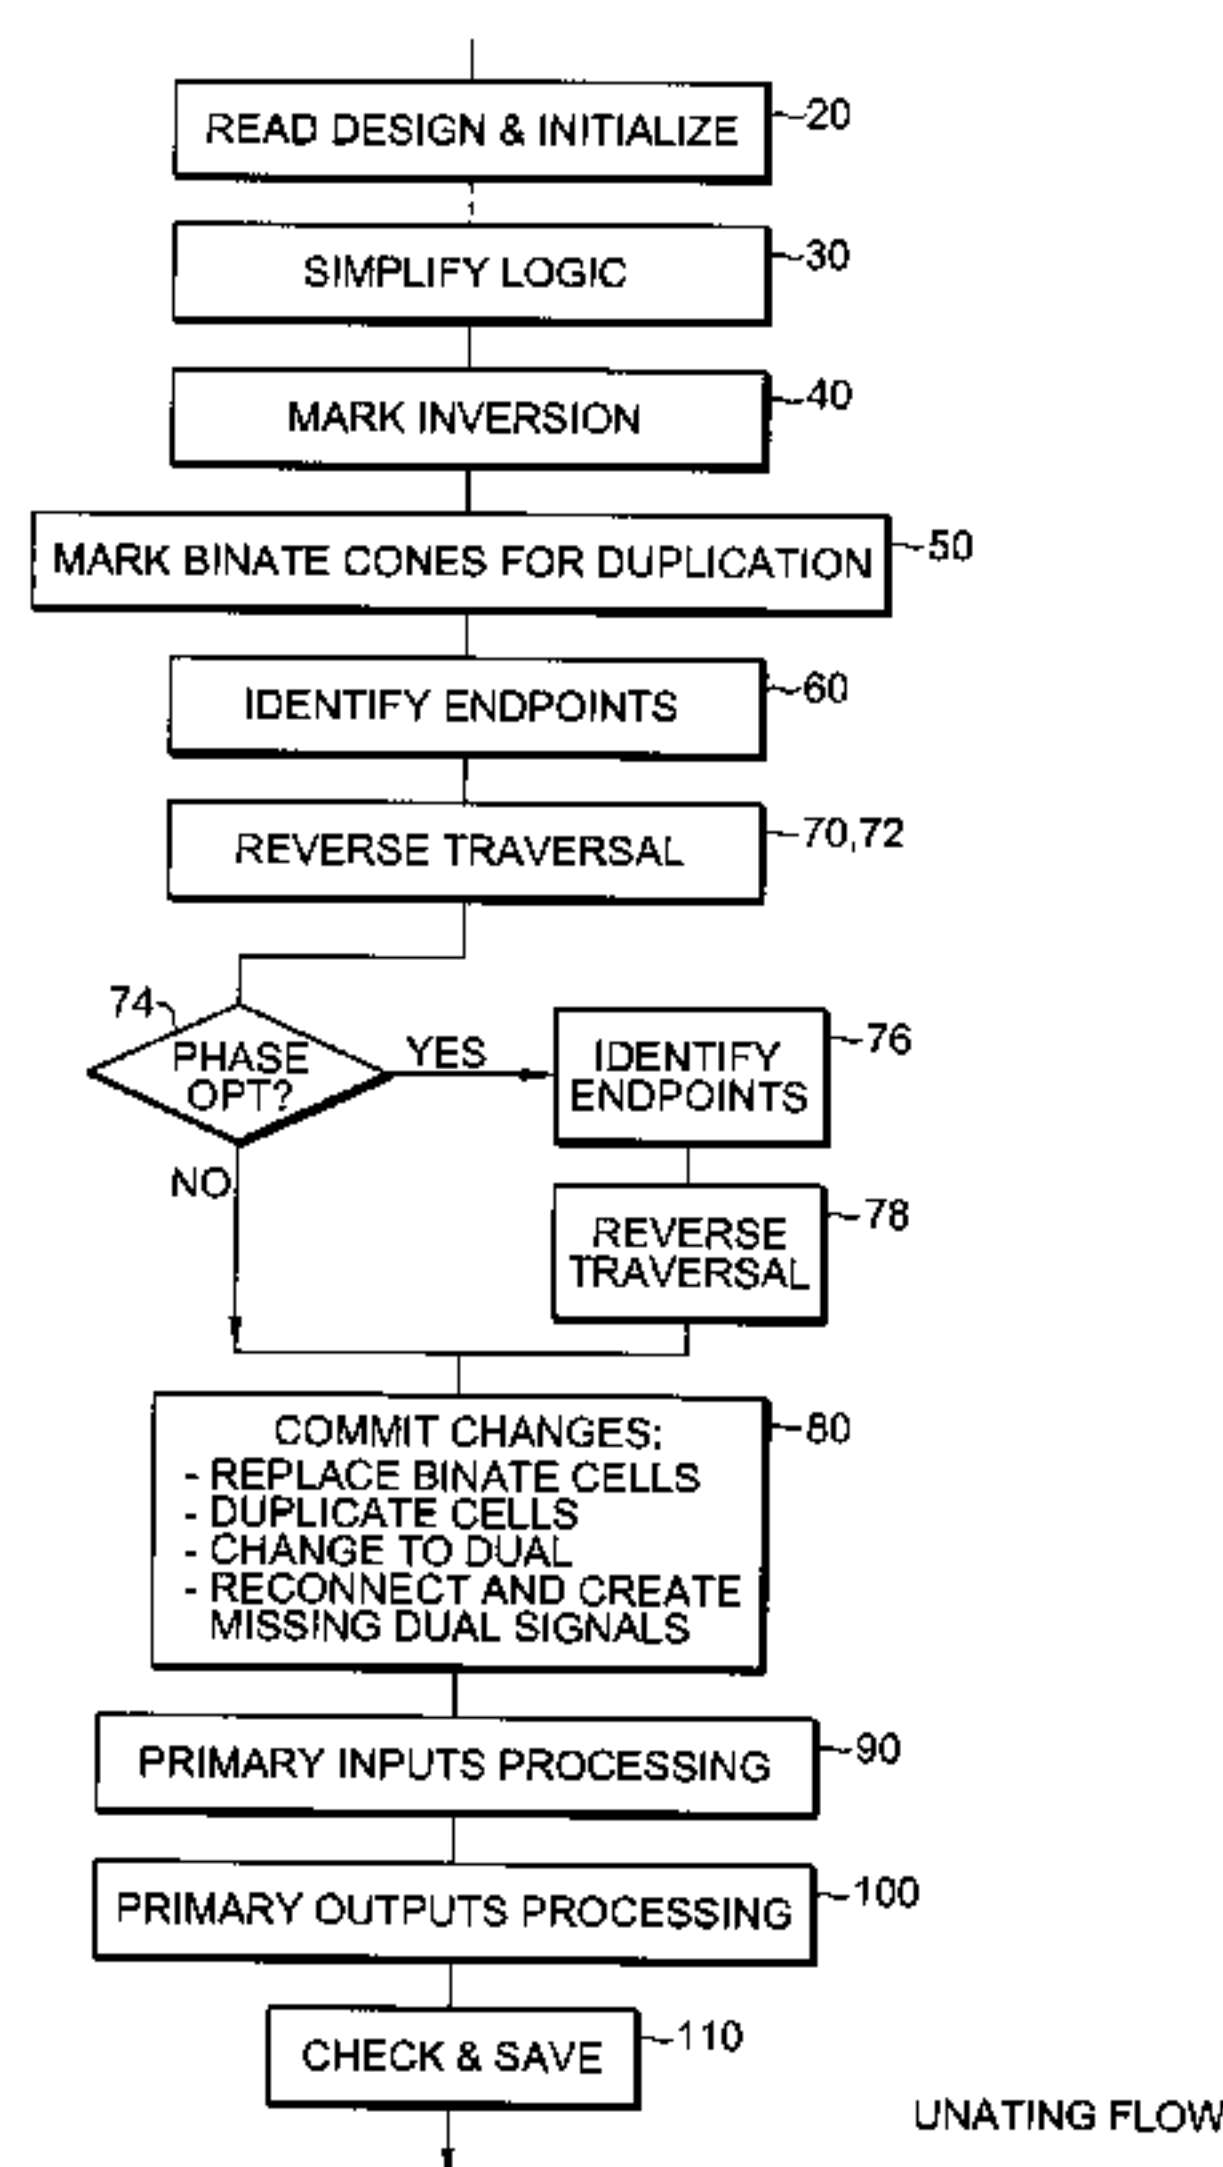 READ DESIGN & INITIALIZE
20
SIMPLIFY LOGIC
30
MARK INVERSION
40
MARK BINATE CONES FOR DUPLICATION
50
IDENTIFY ENDPOINTS
60
REVERSE TRAVERSAL
70,72
74
PHASE
OPT?
YES
NO
IDENTIFY
ENDPOINTS
76
REVERSE
TRAVERSAL
78
COMMIT CHANGES:
- REPLACE BINATE CELLS
- DUPLICATE CELLS
- CHANGE TO DUAL
- RECONNECT AND CREATE
MISSING DUAL SIGNALS
80
PRIMARY INPUTS PROCESSING
90
PRIMARY OUTPUTS PROCESSING
100
CHECK & SAVE
110
UNATING FLOW